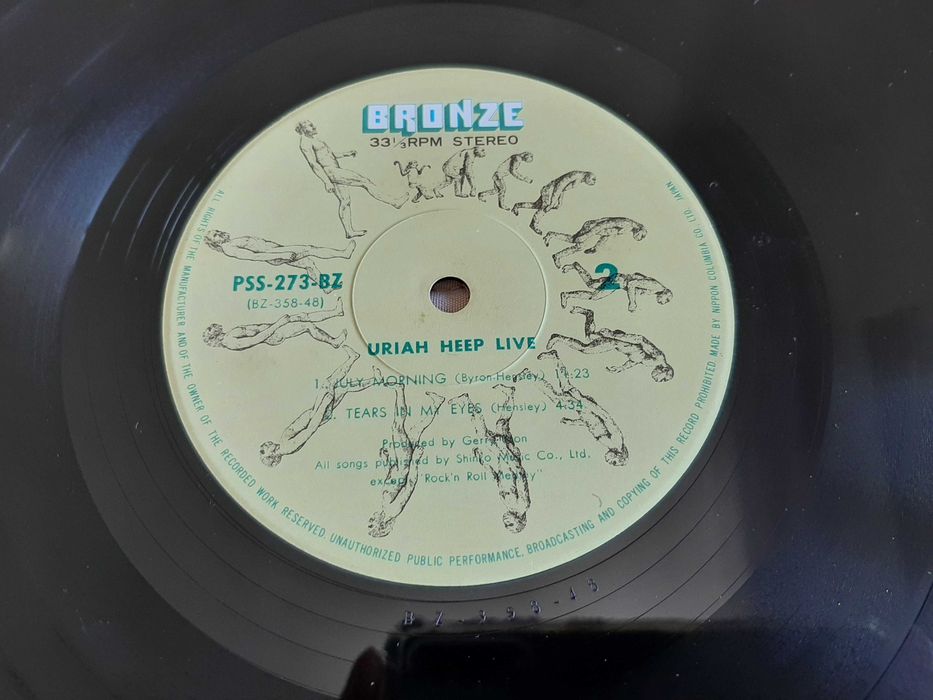 BRONZE
33⅓RPM STEREO
PSS-273-BZ
(BZ-358-48)
2
URIAH HEEP LIVE
1. JULY MORNING (Byron-Hensley) 11:23
2. TEARS IN MY EYES (Hensley) 4:34
Produced by Gerry Bron
All songs published by Shinko Music Co., Ltd.
except "Rock'n Roll Medley"
ALL RIGHTS OF THE MANUFACTURER AND OF THE OWNER OF THE RECORDED WORK RESERVED. UNAUTHORIZED PUBLIC PERFORMANCE, BROADCASTING AND COPYING OF THIS RECORD PROHIBITED. MADE BY NIPPON COLUMBIA CO. LTD. JAPAN